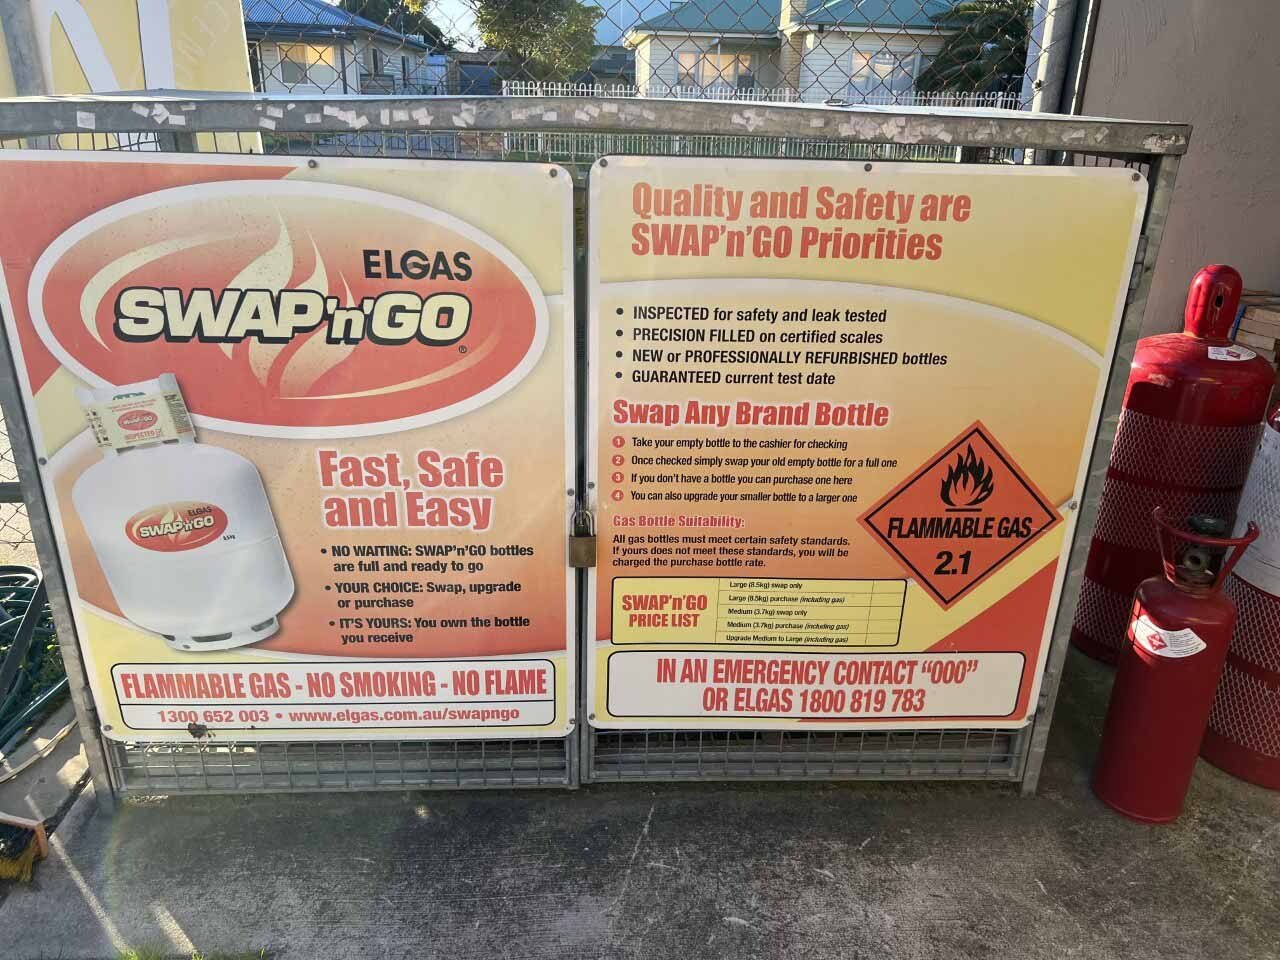 ELGAS
SWAP'n'GO
®
SWAP'n'GO
INSPECTED
ELGAS
SWAP'n'GO
8.5kg
Fast, Safe
and Easy
• NO WAITING: SWAP'n'GO bottles
are full and ready to go
• YOUR CHOICE: Swap, upgrade
or purchase
• IT'S YOURS: You own the bottle
you receive
FLAMMABLE GAS - NO SMOKING - NO FLAME
1300 652 003 • www.elgas.com.au/swapngo
Quality and Safety are
SWAP'n'GO Priorities
• INSPECTED for safety and leak tested
• PRECISION FILLED on certified scales
• NEW or PROFESSIONALLY REFURBISHED bottles
• GUARANTEED current test date
Swap Any Brand Bottle
1 Take your empty bottle to the cashier for checking
2 Once checked simply swap your old empty bottle for a full one
3 If you don't have a bottle you can purchase one here
4 You can also upgrade your smaller bottle to a larger one
Gas Bottle Suitability:
All gas bottles must meet certain safety standards.
If yours does not meet these standards, you will be
charged the purchase bottle rate.
FLAMMABLE GAS
2.1
SWAP'n'GO
PRICE LIST
Large (8.5kg) swap only
Large (8.5kg) purchase (including gas)
Medium (3.7kg) swap only
Medium (3.7kg) purchase (including gas)
Upgrade Medium to Large (including gas)
IN AN EMERGENCY CONTACT "000"
OR ELGAS 1800 819 783